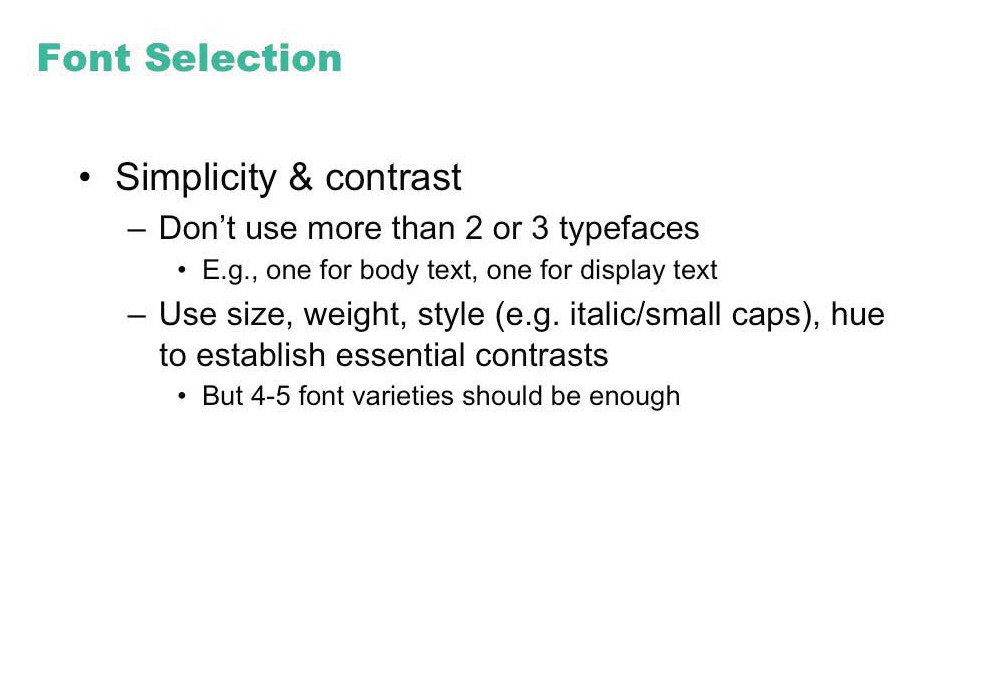 Font Selection
• Simplicity & contrast
– Don’t use more than 2 or 3 typefaces
• E.g., one for body text, one for display text
– Use size, weight, style (e.g. italic/small caps), hue
to establish essential contrasts
• But 4-5 font varieties should be enough